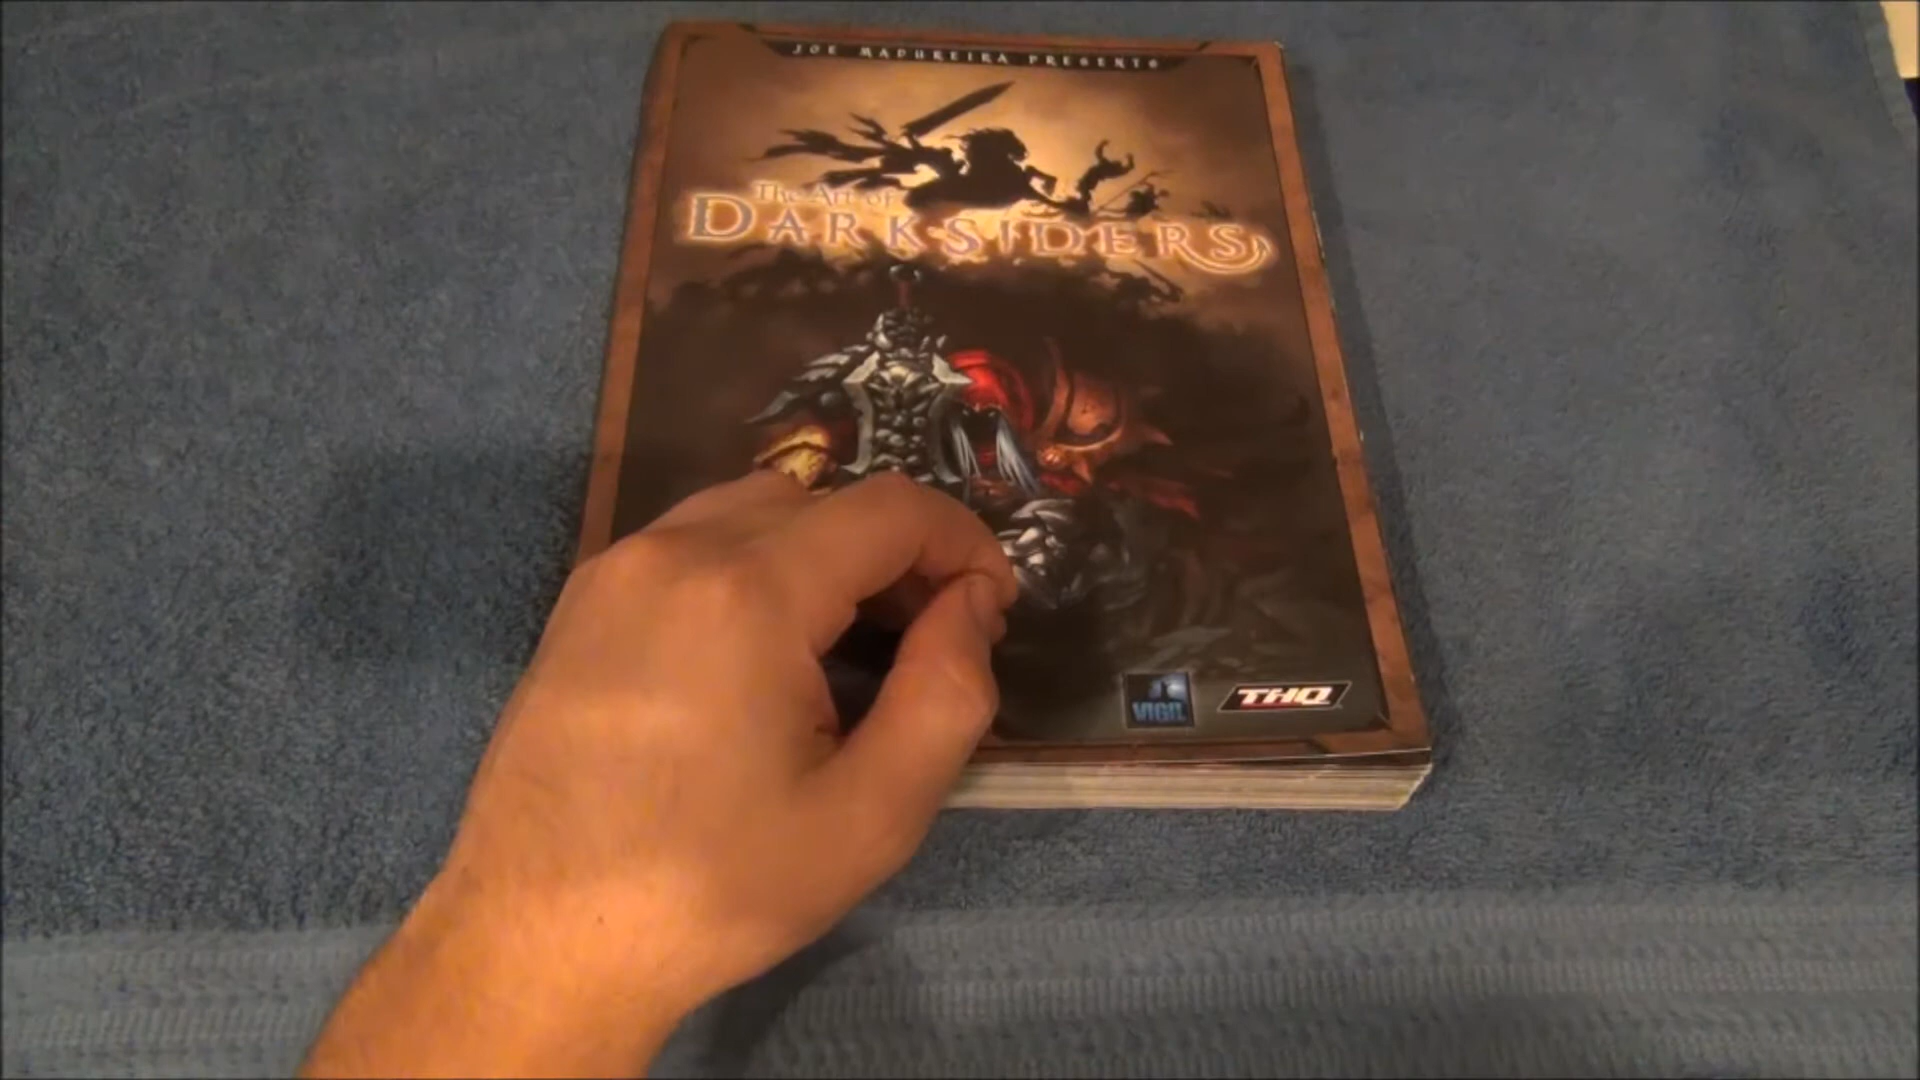 JOE MADUREIRA PRESENTS
The Art of
DARKSIDERS
VIGIL
THQ